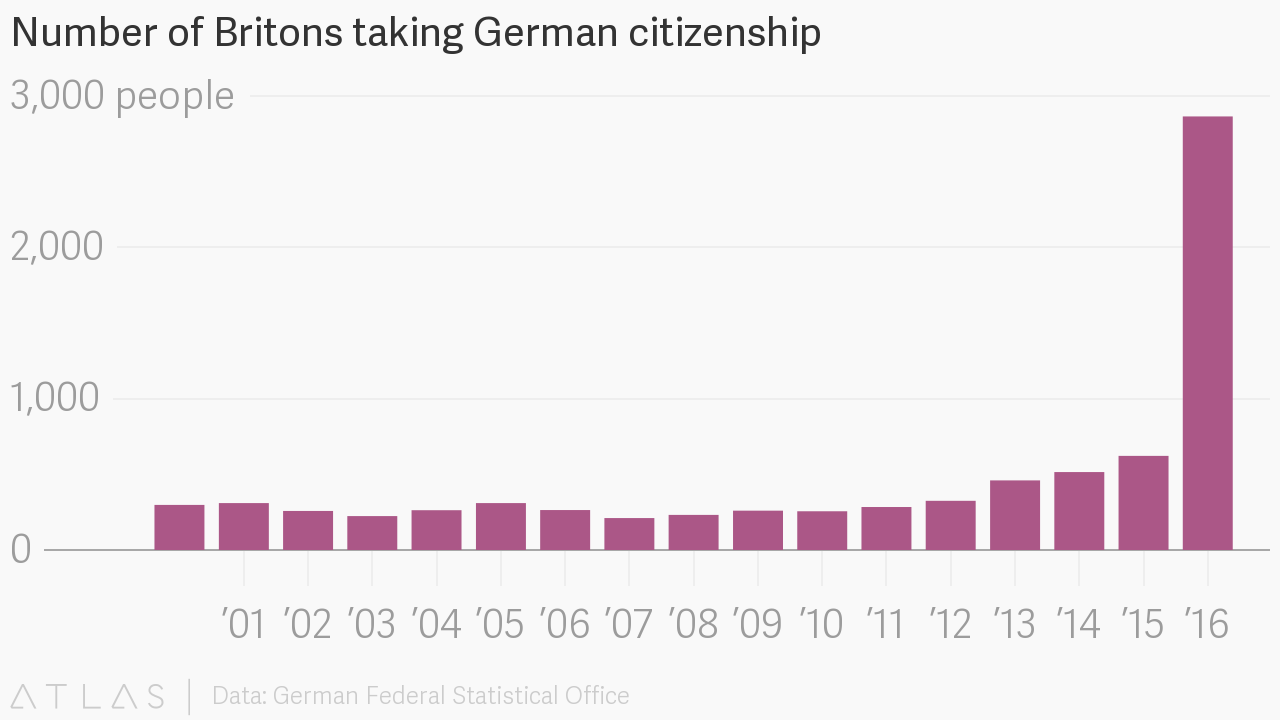 Number of Britons taking German citizenship
3,000 people
2,000
1,000
0
’01 ’02 ’03 ’04 ’05 ’06 ’07 ’08 ’09 ’10 ’11 ’12 ’13 ’14 ’15 ’16
ATLAS | Data: German Federal Statistical Office